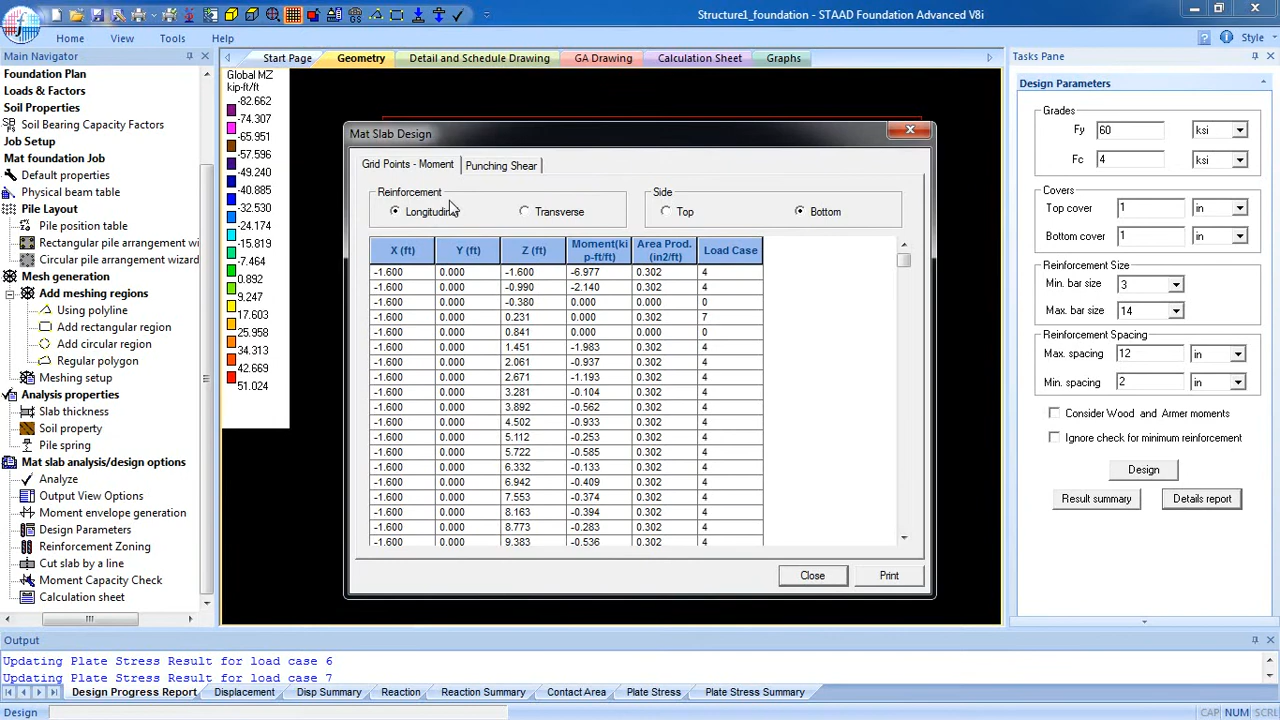 Structure1_foundation - STAAD Foundation Advanced V8i
Home View Tools Help Style
Main Navigator
Foundation Plan
Loads & Factors
Soil Properties
Soil Bearing Capacity Factors
Job Setup
Mat foundation Job
Default properties
Physical beam table
Pile Layout
Pile position table
Rectangular pile arrangement wi
Circular pile arrangement wizard
Mesh generation
Add meshing regions
Using polyline
Add rectangular region
Add circular region
Regular polygon
Meshing setup
Analysis properties
Slab thickness
Soil property
Pile spring
Mat slab analysis/design options
Analyze
Output View Options
Moment envelope generation
Design Parameters
Reinforcement Zoning
Cut slab by a line
Moment Capacity Check
Calculation sheet
Start Page Geometry Detail and Schedule Drawing GA Drawing Calculation Sheet Graphs
Global MZ
kip-ft/ft
-82.662
-74.307
-65.951
-57.596
-49.240
-40.885
-32.530
-24.174
-15.819
-7.464
0.892
9.247
17.603
25.958
34.313
42.669
51.024
Mat Slab Design
Grid Points - Moment Punching Shear
Reinforcement Side
Longitudin Transverse Top Bottom
X (ft) Y (ft) Z (ft) Moment(ki p-ft/ft) Area Prod. (in2/ft) Load Case
-1.600 0.000 -1.600 -6.977 0.302 4
-1.600 0.000 -0.990 -2.140 0.302 4
-1.600 0.000 -0.380 0.000 0.000 0
-1.600 0.000 0.231 0.000 0.302 7
-1.600 0.000 0.841 0.000 0.000 0
-1.600 0.000 1.451 -1.983 0.302 4
-1.600 0.000 2.061 -0.937 0.302 4
-1.600 0.000 2.671 -1.193 0.302 4
-1.600 0.000 3.281 -0.104 0.302 4
-1.600 0.000 3.892 -0.562 0.302 4
-1.600 0.000 4.502 -0.933 0.302 4
-1.600 0.000 5.112 -0.253 0.302 4
-1.600 0.000 5.722 -0.585 0.302 4
-1.600 0.000 6.332 -0.133 0.302 4
-1.600 0.000 6.942 -0.409 0.302 4
-1.600 0.000 7.553 -0.374 0.302 4
-1.600 0.000 8.163 -0.394 0.302 4
-1.600 0.000 8.773 -0.283 0.302 4
-1.600 0.000 9.383 -0.536 0.302 4
Close Print
Tasks Pane
Design Parameters
Grades
Fy 60 ksi
Fc 4 ksi
Covers
Top cover 1 in
Bottom cover 1 in
Reinforcement Size
Min. bar size 3
Max. bar size 14
Reinforcement Spacing
Max. spacing 12 in
Min. spacing 2 in
Consider Wood and Armer moments
Ignore check for minimum reinforcement
Design
Result summary Details report
Output
Updating Plate Stress Result for load case 6
Updating Plate Stress Result for load case 7
Design Progress Report Displacement Disp Summary Reaction Reaction Summary Contact Area Plate Stress Plate Stress Summary
Design CAP NUM SCRL